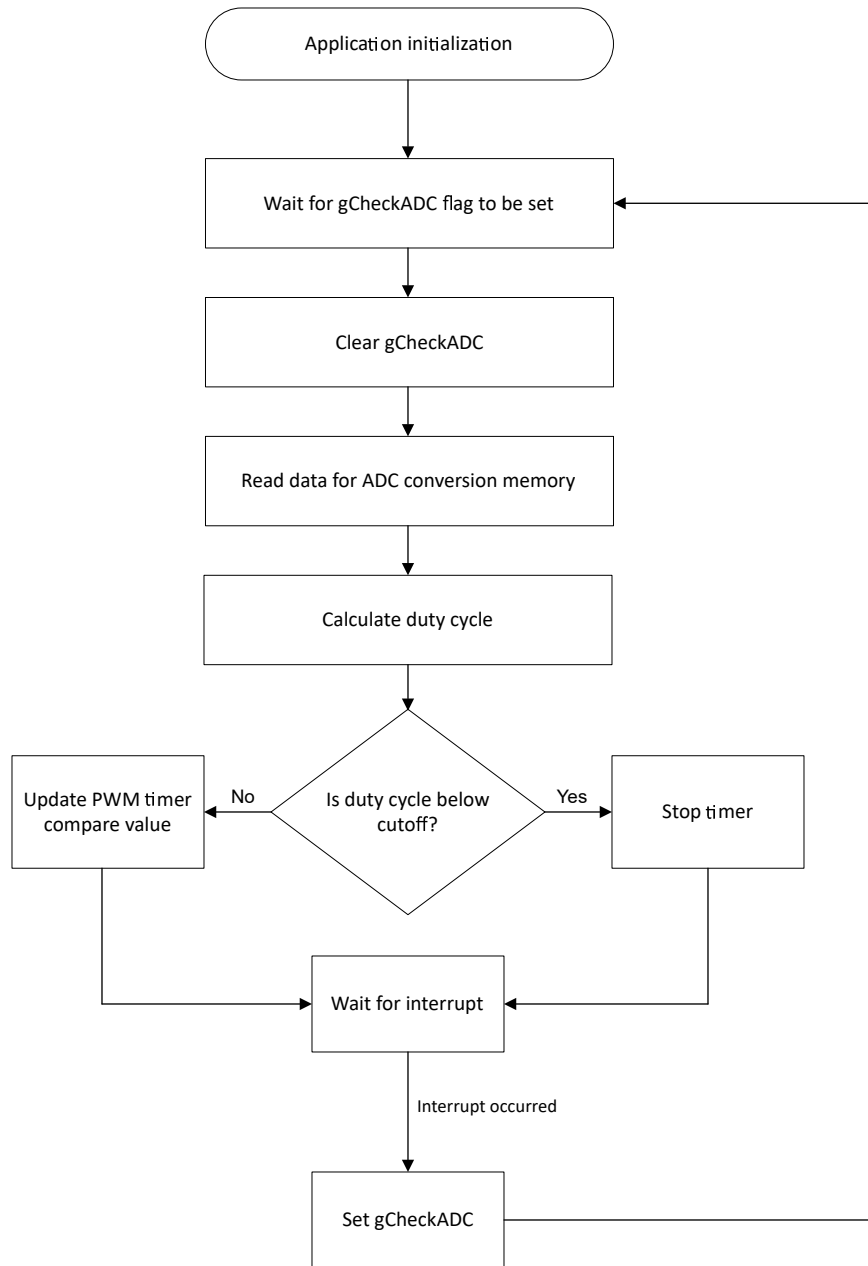 Application initialization
Wait for gCheckADC flag to be set
Clear gCheckADC
Read data for ADC conversion memory
Calculate duty cycle
Update PWM timer
compare value
No
Is duty cycle below
cutoff?
Yes
Stop timer
Wait for interrupt
Interrupt occurred
Set gCheckADC